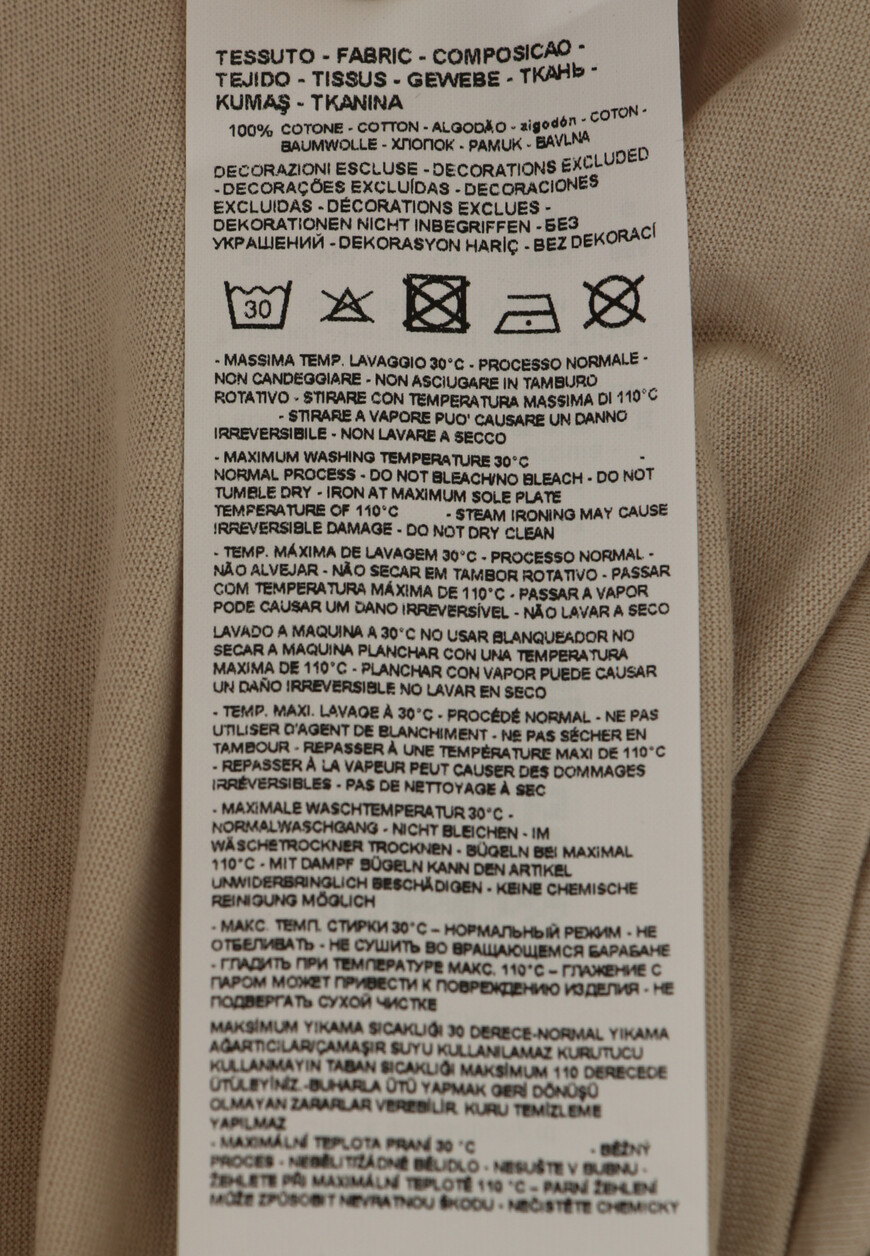 TESSUTO - FABRIC - COMPOSICAO -
TEJIDO - TISSUS - GEWEBE - ТКАНЬ -
KUMAŞ - TKANINA
100% COTONE - COTTON - ALGODÃO - algodón - COTON -
BAUMWOLLE - ХЛОПОК - PAMUK - BAVLNA
DECORAZIONI ESCLUSE - DECORATIONS EXCLUDED
- DECORAÇÕES EXCLUÍDAS - DECORACIONES
EXCLUIDAS - DÉCORATIONS EXCLUES -
DEKORATIONEN NICHT INBEGRIFFEN - БЕЗ
УКРАШЕНИЙ - DEKORASYON HARİÇ - BEZ DEKORACÍ
30
- MASSIMA TEMP. LAVAGGIO 30°C - PROCESSO NORMALE -
NON CANDEGGIARE - NON ASCIUGARE IN TAMBURO
ROTATIVO - STIRARE CON TEMPERATURA MASSIMA DI 110°C
- STIRARE A VAPORE PUO' CAUSARE UN DANNO
IRREVERSIBILE - NON LAVARE A SECCO
- MAXIMUM WASHING TEMPERATURE 30°C -
NORMAL PROCESS - DO NOT BLEACH/NO BLEACH - DO NOT
TUMBLE DRY - IRON AT MAXIMUM SOLE PLATE
TEMPERATURE OF 110°C - STEAM IRONING MAY CAUSE
IRREVERSIBLE DAMAGE - DO NOT DRY CLEAN
- TEMP. MÁXIMA DE LAVAGEM 30°C - PROCESSO NORMAL -
NÃO ALVEJAR - NÃO SECAR EM TAMBOR ROTATIVO - PASSAR
COM TEMPERATURA MÁXIMA DE 110°C - PASSAR A VAPOR
PODE CAUSAR UM DANO IRREVERSÍVEL - NÃO LAVAR A SECO
LAVADO A MAQUINA A 30°C NO USAR BLANQUEADOR NO
SECAR A MAQUINA PLANCHAR CON UNA TEMPERATURA
MAXIMA DE 110°C - PLANCHAR CON VAPOR PUEDE CAUSAR
UN DAÑO IRREVERSIBLE NO LAVAR EN SECO
- TEMP. MAXI. LAVAGE À 30°C - PROCÉDÉ NORMAL - NE PAS
UTILISER D'AGENT DE BLANCHIMENT - NE PAS SÉCHER EN
TAMBOUR - REPASSER À UNE TEMPÉRATURE MAXI DE 110°C
- REPASSER À LA VAPEUR PEUT CAUSER DES DOMMAGES
IRRÉVERSIBLES - PAS DE NETTOYAGE À SEC
- MAXIMALE WASCHTEMPERATUR 30°C -
NORMALWASCHGANG - NICHT BLEICHEN - IM
WÄSCHETROCKNER TROCKNEN - BÜGELN BEI MAXIMAL
110°C - MIT DAMPF BÜGELN KANN DEN ARTIKEL
UNWIDERBRINGLICH BESCHÄDIGEN - KEINE CHEMISCHE
REINIGUNG MÖGLICH
- МАКС. ТЕМП. СТИРКИ 30°C – НОРМАЛЬНЫЙ РЕЖИМ - НЕ
ОТБЕЛИВАТЬ - НЕ СУШИТЬ ВО ВРАЩАЮЩЕМСЯ БАРАБАНЕ
- ГЛАДИТЬ ПРИ ТЕМПЕРАТУРЕ МАКС. 110°C – ГЛАЖЕНИЕ С
ПАРОМ МОЖЕТ ПРИВЕСТИ К ПОВРЕЖДЕНИЮ ИЗДЕЛИЯ - НЕ
ПОДВЕРГАТЬ СУХОЙ ЧИСТКЕ
MAKSİMUM YIKAMA SICAKLIĞI 30 DERECE-NORMAL YIKAMA
AĞARTICILAR/ÇAMAŞIR SUYU KULLANILAMAZ KURUTUCU
KULLANMAYIN TABAN SICAKLIĞI MAKSİMUM 110 DERECEDE
ÜTÜLEYİNİZ -BUHARLA ÜTÜ YAPMAK GERİ DÖNÜŞÜ
OLMAYAN ZARARLAR VEREBİLİR. KURU TEMİZLEME
YAPILMAZ
- MAXIMÁLNÍ TEPLOTA PRANÍ 30 °C - BĚŽNÝ
PROCES - NEBĚLIT/ŽÁDNÉ BĚLIDLO - NESUŠTE V BUBNU -
ŽEHLETE PŘI MAXIMÁLNÍ TEPLOTĚ 110 °C – PARNÍ ŽEHLENÍ
MŮŽE ZPŮSOBIT NEVRATNOU ŠKODU - NEČISTĚTE CHEMICKY